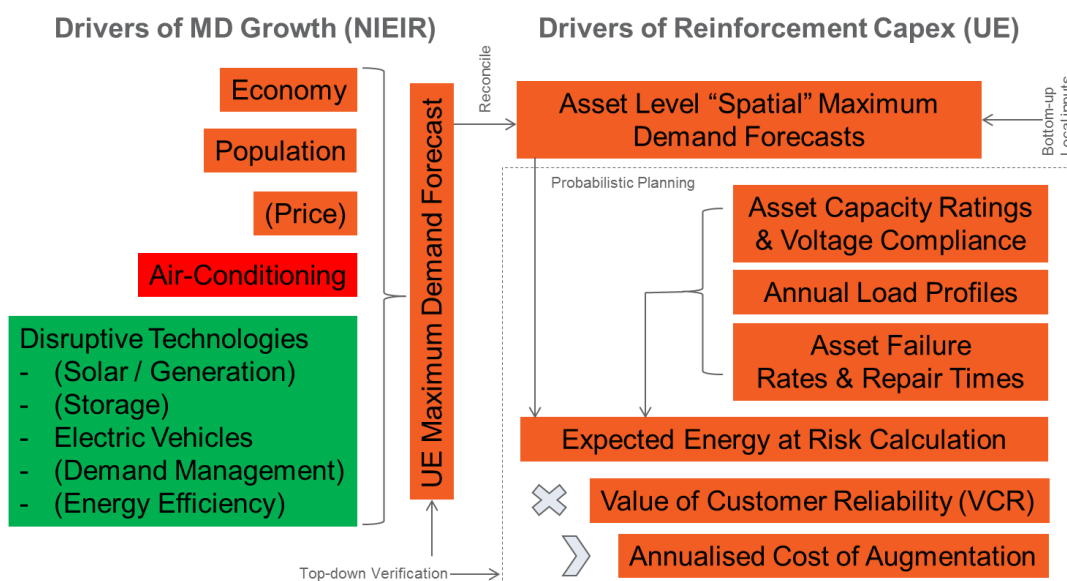 Drivers of MD Growth (NIEIR)
Economy
Population
(Price)
Air-Conditioning
Disruptive Technologies
- (Solar / Generation)
- (Storage)
- Electric Vehicles
- (Demand Management)
- (Energy Efficiency)
UE Maximum Demand Forecast
Top-down Verification
Drivers of Reinforcement Capex (UE)
Reconcile
Asset Level “Spatial” Maximum
Demand Forecasts
Bottom-up
Local inputs
Probabilistic Planning
Asset Capacity Ratings
& Voltage Compliance
Annual Load Profiles
Asset Failure
Rates & Repair Times
Expected Energy at Risk Calculation
Value of Customer Reliability (VCR)
Annualised Cost of Augmentation